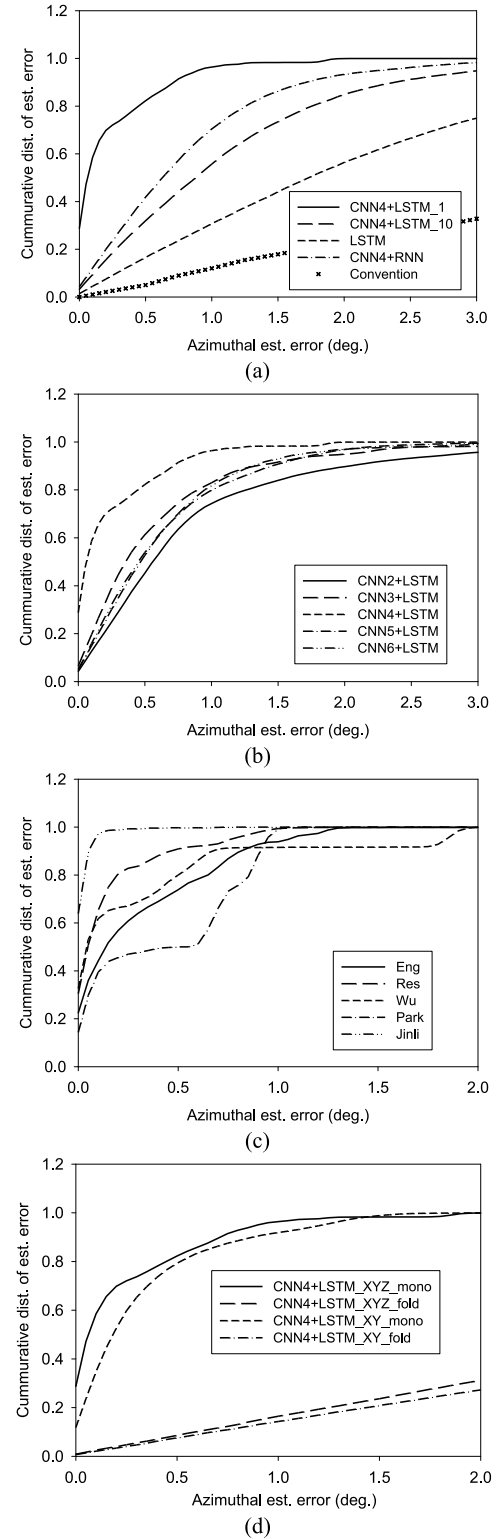 1.2
1.0
0.8
0.6
0.4
0.2
0.0
Cummurative dist. of est. error
CNN4+LSTM_1
CNN4+LSTM_10
LSTM
CNN4+RNN
Convention
0.0 0.5 1.0 1.5 2.0 2.5 3.0
Azimuthal est. error (deg.)
(a)
1.2
1.0
0.8
0.6
0.4
0.2
0.0
Cummurative dist. of est. error
CNN2+LSTM
CNN3+LSTM
CNN4+LSTM
CNN5+LSTM
CNN6+LSTM
0.0 0.5 1.0 1.5 2.0 2.5 3.0
Azimuthal est. error (deg.)
(b)
1.2
1.0
0.8
0.6
0.4
0.2
0.0
Cummurative dist. of est. error
Eng
Res
Wu
Park
Jinli
0.0 0.5 1.0 1.5 2.0
Azimuthal est. error (deg.)
(c)
1.2
1.0
0.8
0.6
0.4
0.2
0.0
Cummurative dist. of est. error
CNN4+LSTM_XYZ_mono
CNN4+LSTM_XYZ_fold
CNN4+LSTM_XY_mono
CNN4+LSTM_XY_fold
0.0 0.5 1.0 1.5 2.0
Azimuthal est. error (deg.)
(d)